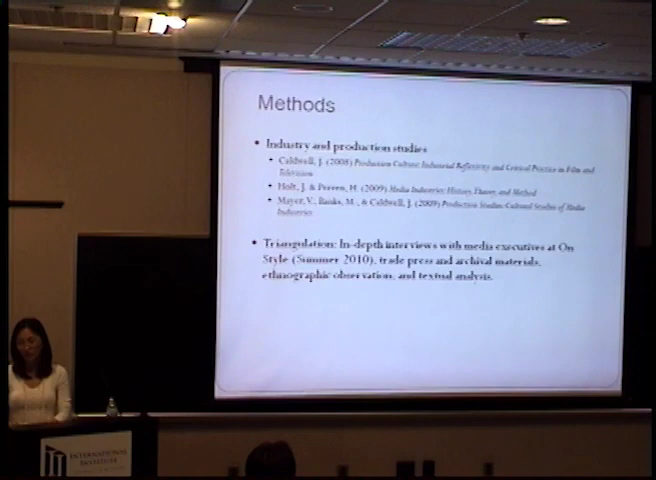 Methods
• Industry and production studies
• Caldwell, J. (2008) Production Culture: Industrial Reflexivity and Critical Practice in Film and
Television
• Holt, J. & Perren, H. (2009) Media Industries: History, Theory, and Method
• Mayer, V., Banks, M., & Caldwell, J. (2009) Production Studies: Cultural Studies of Media
Industries
• Triangulation: In-depth interviews with media executives at On
Style (Summer 2010), trade press and archival materials,
ethnographic observation, and textual analysis.
INTERNATIONAL
INSTITUTE